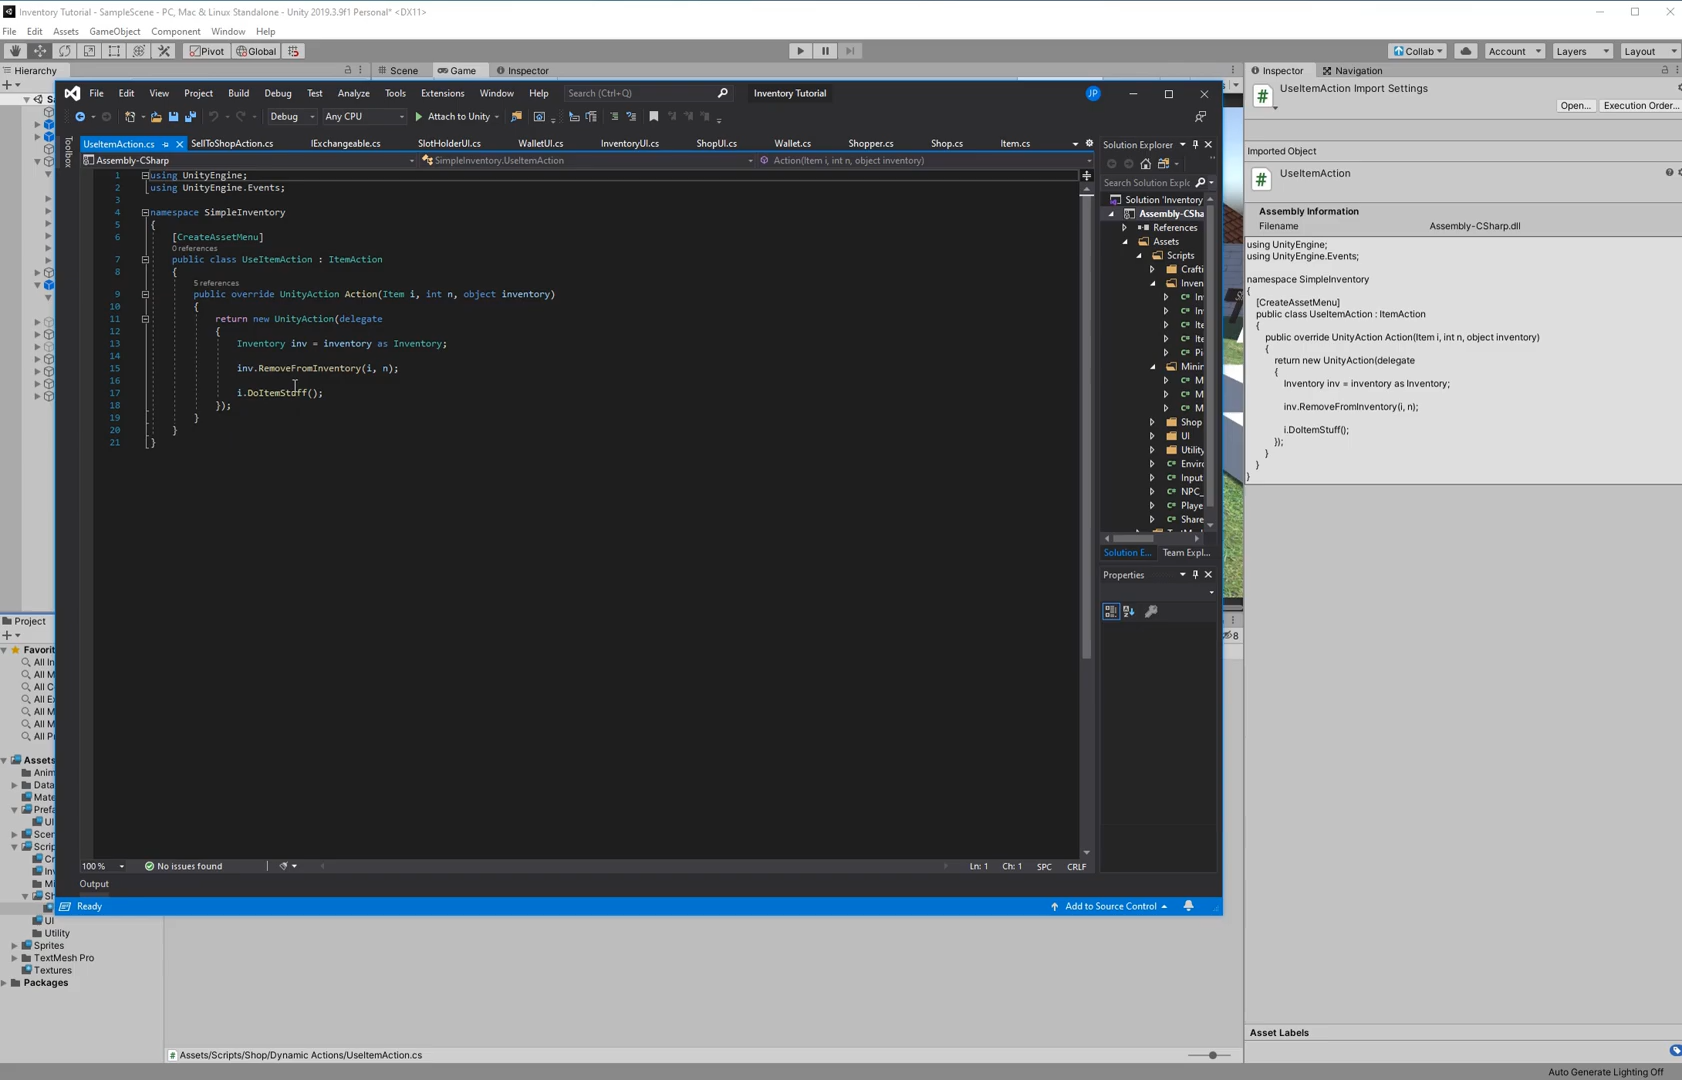 Inventory Tutorial - SampleScene - PC, Mac & Linux Standalone - Unity 2019.3.9f1 Personal* <DX11>
File Edit Assets GameObject Component Window Help
Pivot Global Collab Account Layers Layout
Hierarchy Scene Game Inspector Inspector Navigation
File Edit View Project Build Debug Test Analyze Tools Extensions Window Help Search (Ctrl+Q) Inventory Tutorial JP
Debug Any CPU Attach to Unity
UseItemAction.cs SellToShopAction.cs IExchangeable.cs SlotHolderUI.cs WalletUI.cs InventoryUI.cs ShopUI.cs Shopper.cs Wallet.cs Shop.cs Item.cs
Assembly-CSharp SimpleInventory.UseItemAction Action(Item i, int n, object inventory)
Toolbox
1 using UnityEngine;
2 using UnityEngine.Events;
3
4 namespace SimpleInventory
5 {
6 [CreateAssetMenu]
0 references
7 public class UseItemAction : ItemAction
8 {
5 references
9 public override UnityAction Action(Item i, int n, object inventory)
10 {
11 return new UnityAction(delegate
12 {
13 Inventory inv = inventory as Inventory;
14
15 inv.RemoveFromInventory(i, n);
16
17 i.DoItemStuff();
18 });
19 }
20 }
21 }
100 % No issues found Ln: 1 Ch: 1 SPC CRLF
Output
Ready Add to Source Control
Solution Explorer
Search Solution Explo
Solution 'Inventory
Assembly-CSha
References
Assets
Scripts
Crafti
Inven
In
In
Ite
Ite
Pi
Minin
M
M
M
Shop
UI
Utility
Enviro
Input
NPC_
Playe
Share
Solution E... Team Expl...
Properties
UseItemAction Import Settings
Open... Execution Order...
Imported Object
UseItemAction
Assembly Information
Filename Assembly-CSharp.dll
using UnityEngine;
using UnityEngine.Events;
namespace SimpleInventory
{
[CreateAssetMenu]
public class UseItemAction : ItemAction
{
public override UnityAction Action(Item i, int n, object inventory)
{
return new UnityAction(delegate
{
Inventory inv = inventory as Inventory;
inv.RemoveFromInventory(i, n);
i.DoItemStuff();
});
}
}
}
Asset Labels
Project
Favorit
All In
All M
All C
All E
All M
All M
All P
Assets
Anim
Data
Mate
Prefa
UI
Scen
Script
Cr
Inv
Mi
Sh
UI
Utility
Sprites
TextMesh Pro
Textures
Packages
8
Assets/Scripts/Shop/Dynamic Actions/UseItemAction.cs
Auto Generate Lighting Off